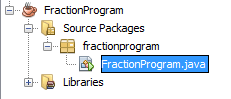 FractionProgram
Source Packages
fractionprogram
FractionProgram.java
Libraries